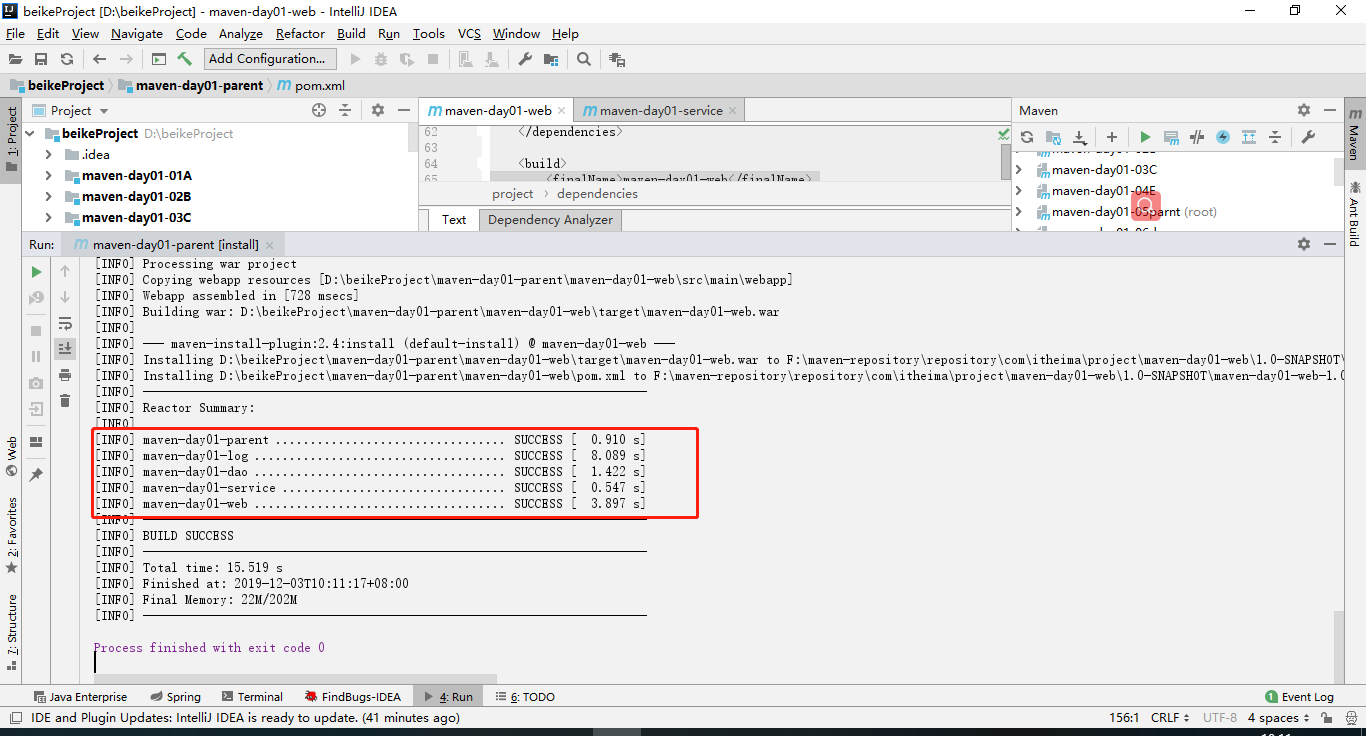 beikeProject [D:\beikeProject] - maven-day01-web - IntelliJ IDEA
File Edit View Navigate Code Analyze Refactor Build Run Tools VCS Window Help
Add Configuration...
beikeProject maven-day01-parent pom.xml
1: Project
Project
beikeProject D:\beikeProject
.idea
maven-day01-01A
maven-day01-02B
maven-day01-03C
maven-day01-web
maven-day01-service
62 </dependencies>
63
64 <build>
65 <finalName>maven-day01-web</finalName>
project dependencies
Text Dependency Analyzer
Maven
maven-day01-03C
maven-day01-04E
maven-day01-05parnt (root)
Maven
Ant Build
Run: maven-day01-parent [install]
[INFO] Processing war project
[INFO] Copying webapp resources [D:\beikeProject\maven-day01-parent\maven-day01-web\src\main\webapp]
[INFO] Webapp assembled in [728 msecs]
[INFO] Building war: D:\beikeProject\maven-day01-parent\maven-day01-web\target\maven-day01-web.war
[INFO]
[INFO] --- maven-install-plugin:2.4:install (default-install) @ maven-day01-web ---
[INFO] Installing D:\beikeProject\maven-day01-parent\maven-day01-web\target\maven-day01-web.war to F:\maven-repository\repository\com\itheima\project\maven-day01-web\1.0-SNAPSHOT\
[INFO] Installing D:\beikeProject\maven-day01-parent\maven-day01-web\pom.xml to F:\maven-repository\repository\com\itheima\project\maven-day01-web\1.0-SNAPSHOT\maven-day01-web-1.0
[INFO] ------------------------------------------------------------------------
[INFO] Reactor Summary:
[INFO]
[INFO] maven-day01-parent ................................. SUCCESS [ 0.910 s]
[INFO] maven-day01-log .................................... SUCCESS [ 8.089 s]
[INFO] maven-day01-dao .................................... SUCCESS [ 1.422 s]
[INFO] maven-day01-service ................................ SUCCESS [ 0.547 s]
[INFO] maven-day01-web .................................... SUCCESS [ 3.897 s]
[INFO] ------------------------------------------------------------------------
[INFO] BUILD SUCCESS
[INFO] ------------------------------------------------------------------------
[INFO] Total time: 15.519 s
[INFO] Finished at: 2019-12-03T10:11:17+08:00
[INFO] Final Memory: 22M/202M
[INFO] ------------------------------------------------------------------------
Process finished with exit code 0
Web
2: Favorites
7: Structure
Java Enterprise Spring Terminal FindBugs-IDEA 4: Run 6: TODO 1 Event Log
IDE and Plugin Updates: IntelliJ IDEA is ready to update. (41 minutes ago) 156:1 CRLF UTF-8 4 spaces